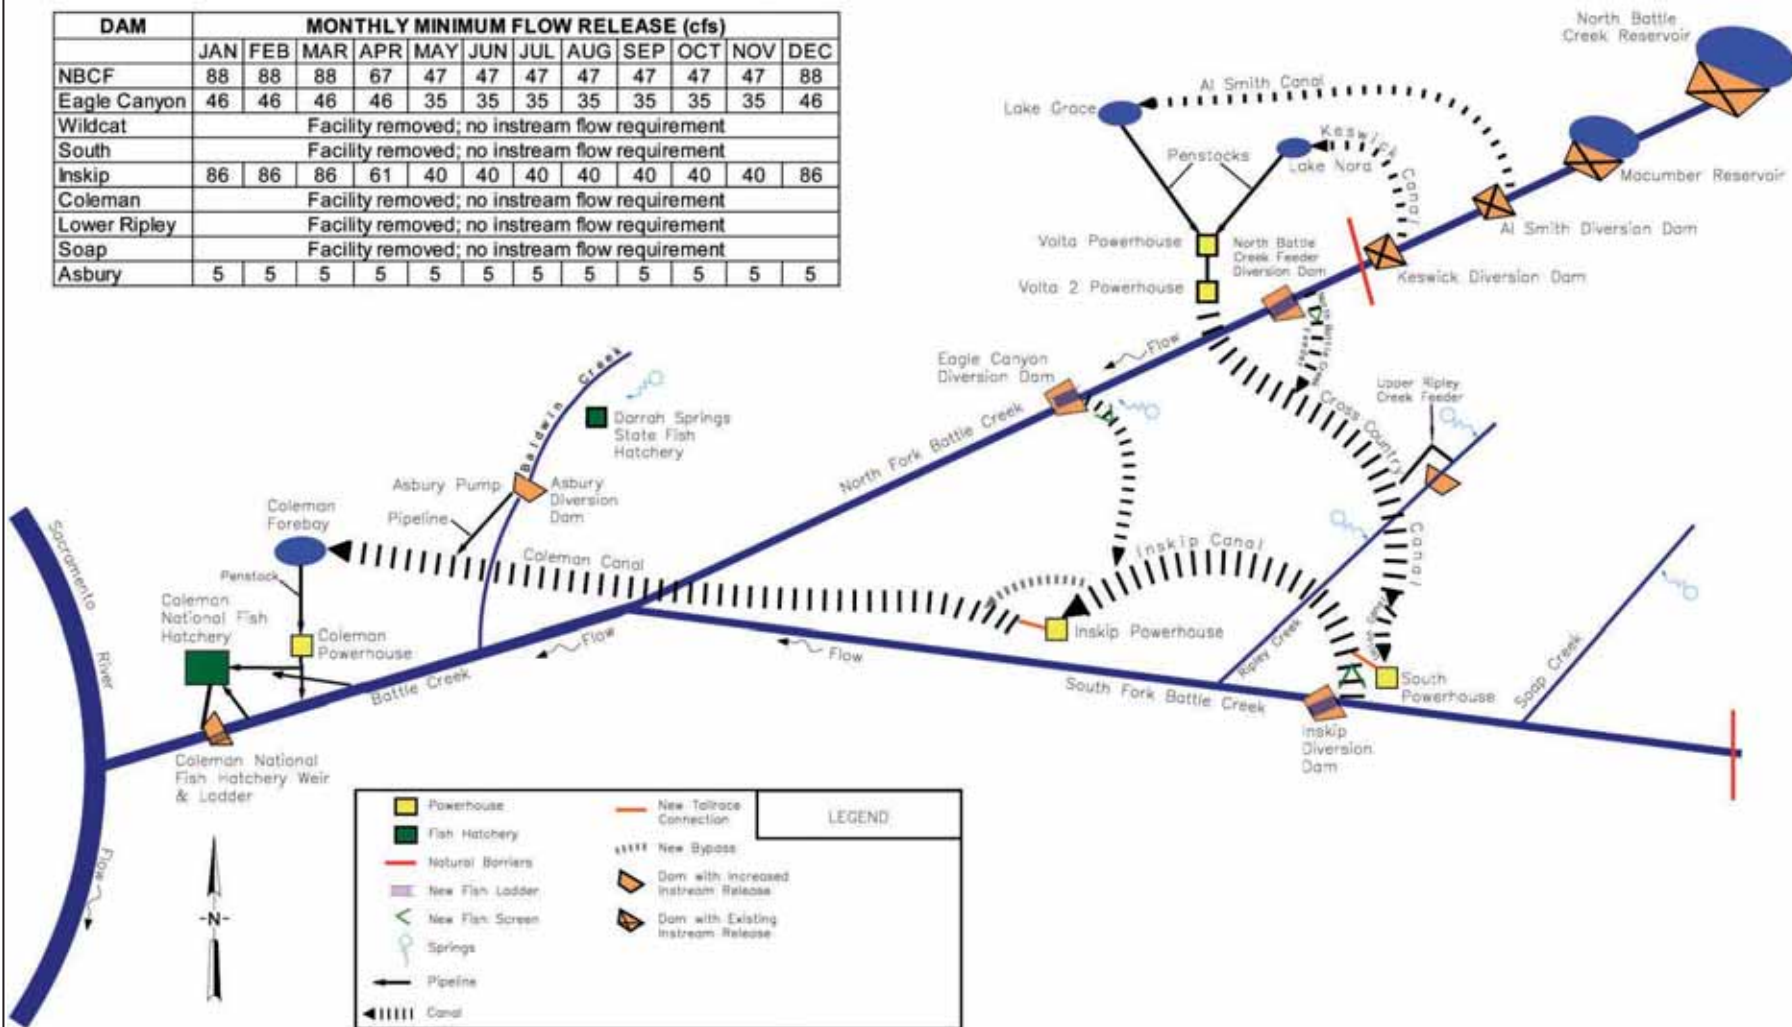 DAM MONTHLY MINIMUM FLOW RELEASE (cfs)
JAN FEB MAR APR MAY JUN JUL AUG SEP OCT NOV DEC
NBCF 88 88 88 67 47 47 47 47 47 47 47 88
Eagle Canyon 46 46 46 46 35 35 35 35 35 35 35 46
Wildcat Facility removed; no instream flow requirement
South Facility removed; no instream flow requirement
Inskip 86 86 86 61 40 40 40 40 40 40 40 86
Coleman Facility removed; no instream flow requirement
Lower Ripley Facility removed; no instream flow requirement
Soap Facility removed; no instream flow requirement
Asbury 5 5 5 5 5 5 5 5 5 5 5 5
North Battle
Creek Reservoir
Al Smith Canal
Lake Grace
Keswick Canal
Penstocks
Lake Nora
Macumber Reservoir
Al Smith Diversion Dam
Volta Powerhouse
North Battle
Creek Feeder
Diversion Dam
Keswick Diversion Dam
Volta 2 Powerhouse
North Battle Creek
Feeder
Flow
Eagle Canyon
Diversion Dam
Upper Ripley
Creek Feeder
Cross Country
Canal
Baldwin Creek
Darrah Springs
State Fish
Hatchery
North Fork Battle Creek
Asbury Pump
Asbury
Diversion
Dam
Pipeline
Coleman
Forebay
Coleman Canal
Inskip Canal
Sacramento
River
Flow
Penstock
Coleman
National Fish
Hatchery
Coleman
Powerhouse
Flow
Inskip Powerhouse
Flow
Ripley Creek
South
Powerhouse
Soap Creek
Battle Creek
South Fork Battle Creek
Inskip
Diversion
Dam
Coleman National
Fish Hatchery Weir
& Ladder
-N-
LEGEND
Powerhouse
Fish Hatchery
Natural Barriers
New Fish Ladder
New Fish Screen
Springs
Pipeline
Canal
New Tailrace
Connection
New Bypass
Dam with Increased
Instream Release
Dam with Existing
Instream Release